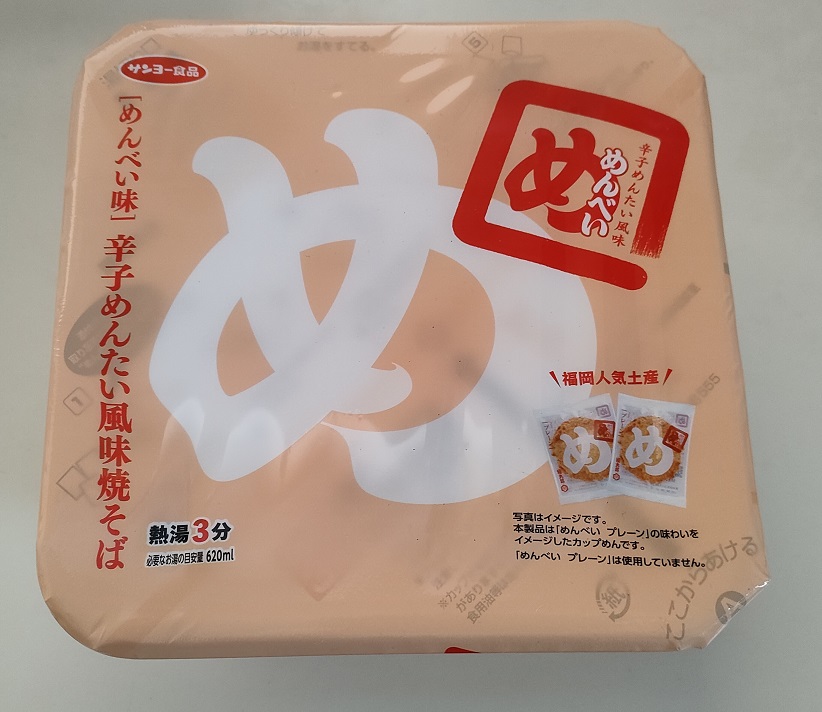 サンヨー食品
[めんべい味] 辛子めんたい風味焼そば
め
辛子めんたい風味
めんべい
め
\福岡人気土産/
め
め
熱湯3分
必要なお湯の目安量 620ml
写真はイメージです。
本製品は「めんべい プレーン」の味わいを
イメージしたカップめんです。
「めんべい プレーン」は使用していません。
ここからあける
A
紙
①
⑤